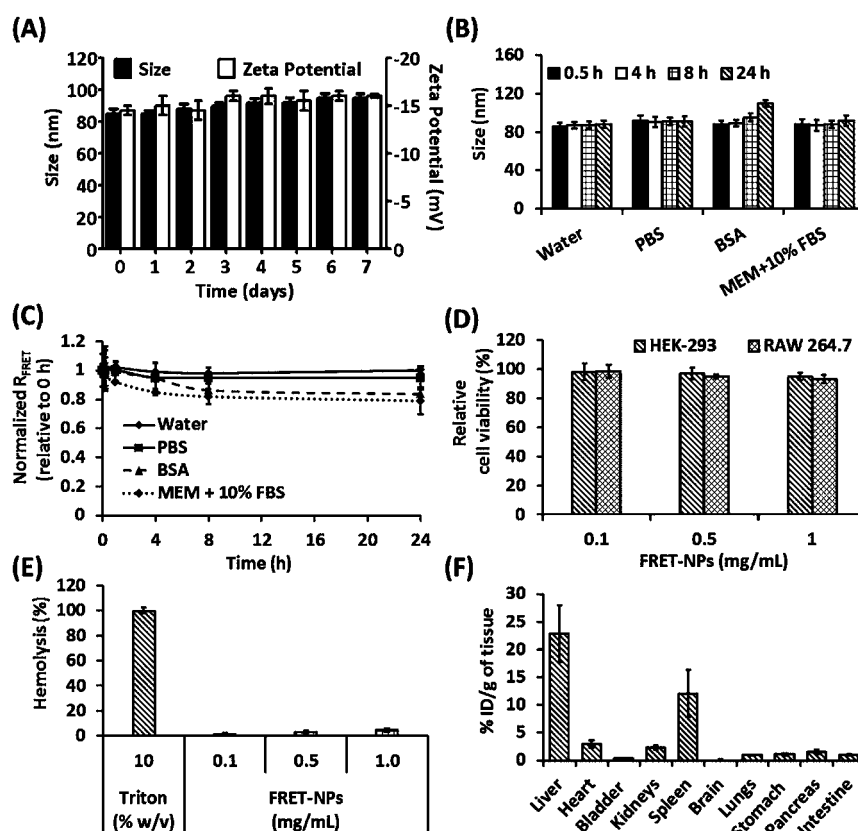 (A)
Size
Zeta Potential
120
100
80
60
40
20
0
Size (nm)
-20
-15
-10
-5
0
Zeta Potential (mV)
0 1 2 3 4 5 6 7
Time (days)
(B)
0.5 h 4 h 8 h 24 h
160
120
80
40
0
Size (nm)
Water
PBS
BSA
MEM+10% FBS
(C)
1.2
1
0.8
0.6
0.4
0.2
0
Normalized RFRET
(relative to 0 h)
Water
PBS
BSA
MEM + 10% FBS
0 4 8 12 16 20 24
Time (h)
(D)
HEK-293 RAW 264.7
120
100
80
60
40
20
0
Relative
cell viability (%)
0.1 0.5 1
FRET-NPs (mg/mL)
(E)
120
100
80
60
40
20
0
Hemolysis (%)
10 0.1 0.5 1.0
Triton
(% w/v)
FRET-NPs
(mg/mL)
(F)
30
25
20
15
10
5
0
% ID/g of tissue
Liver
Heart
Bladder
Kidneys
Spleen
Brain
Lungs
Stomach
Pancreas
Intestine